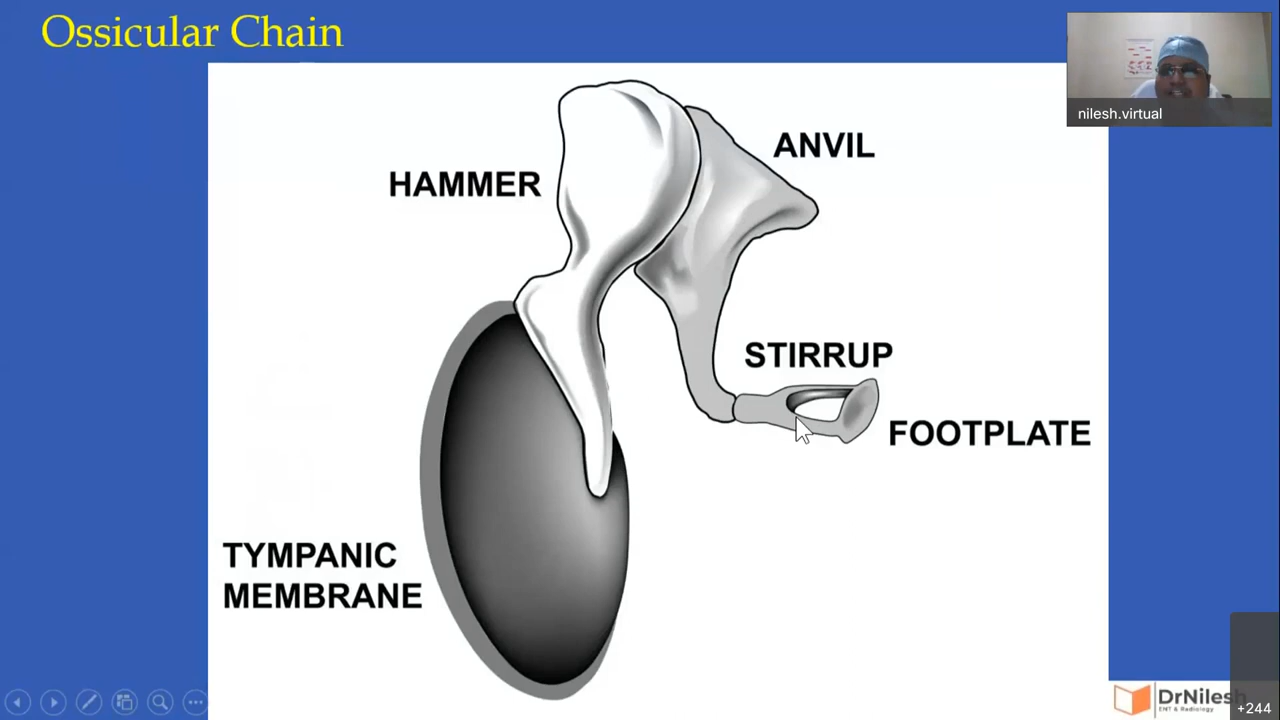 Ossicular Chain
nilesh.virtual
ANVIL
HAMMER
STIRRUP
FOOTPLATE
TYMPANIC
MEMBRANE
DrNilesh
ENT & Radiology
+244